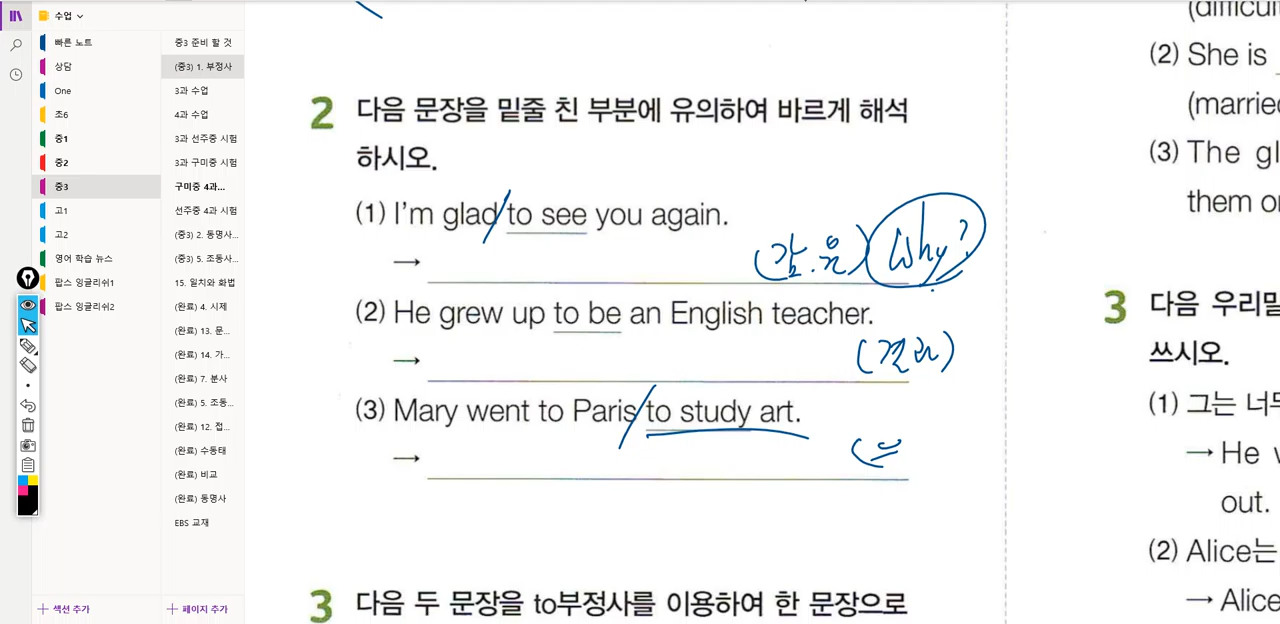 수업
빠른 노트
상담
One
초6
중1
중2
중3
고1
고2
영어 학습 뉴스
팝스 잉글리쉬1
팝스 잉글리쉬2
섹션 추가
중3 준비 할 것
(중3) 1. 부정사
3과 수업
4과 수업
3과 선주중 시험
3과 구미중 시험
구미중 4과...
선주중 4과 시험
(중3) 2. 동명사...
(중3) 5. 조동사...
15. 일치와 화법
(완료) 4. 시제
(완료) 13. 문...
(완료) 14. 가...
(완료) 7. 분사
(완료) 5. 조동...
(완료) 12. 접...
(완료) 수동태
(완료) 비교
(완료) 동명사
EBS 교재
페이지 추가
2 다음 문장을 밑줄 친 부분에 유의하여 바르게 해석
하시오.
(1) I'm glad to see you again.
→ (감.원) Why?
(2) He grew up to be an English teacher.
→ (결과)
(3) Mary went to Paris to study art.
→
3 다음 두 문장을 to부정사를 이용하여 한 문장으로
(2) She is
(3) The
them
3 다음 우리말
쓰시오.
(1) 그는
→ He
out.
(2) Alice는
→ Alice